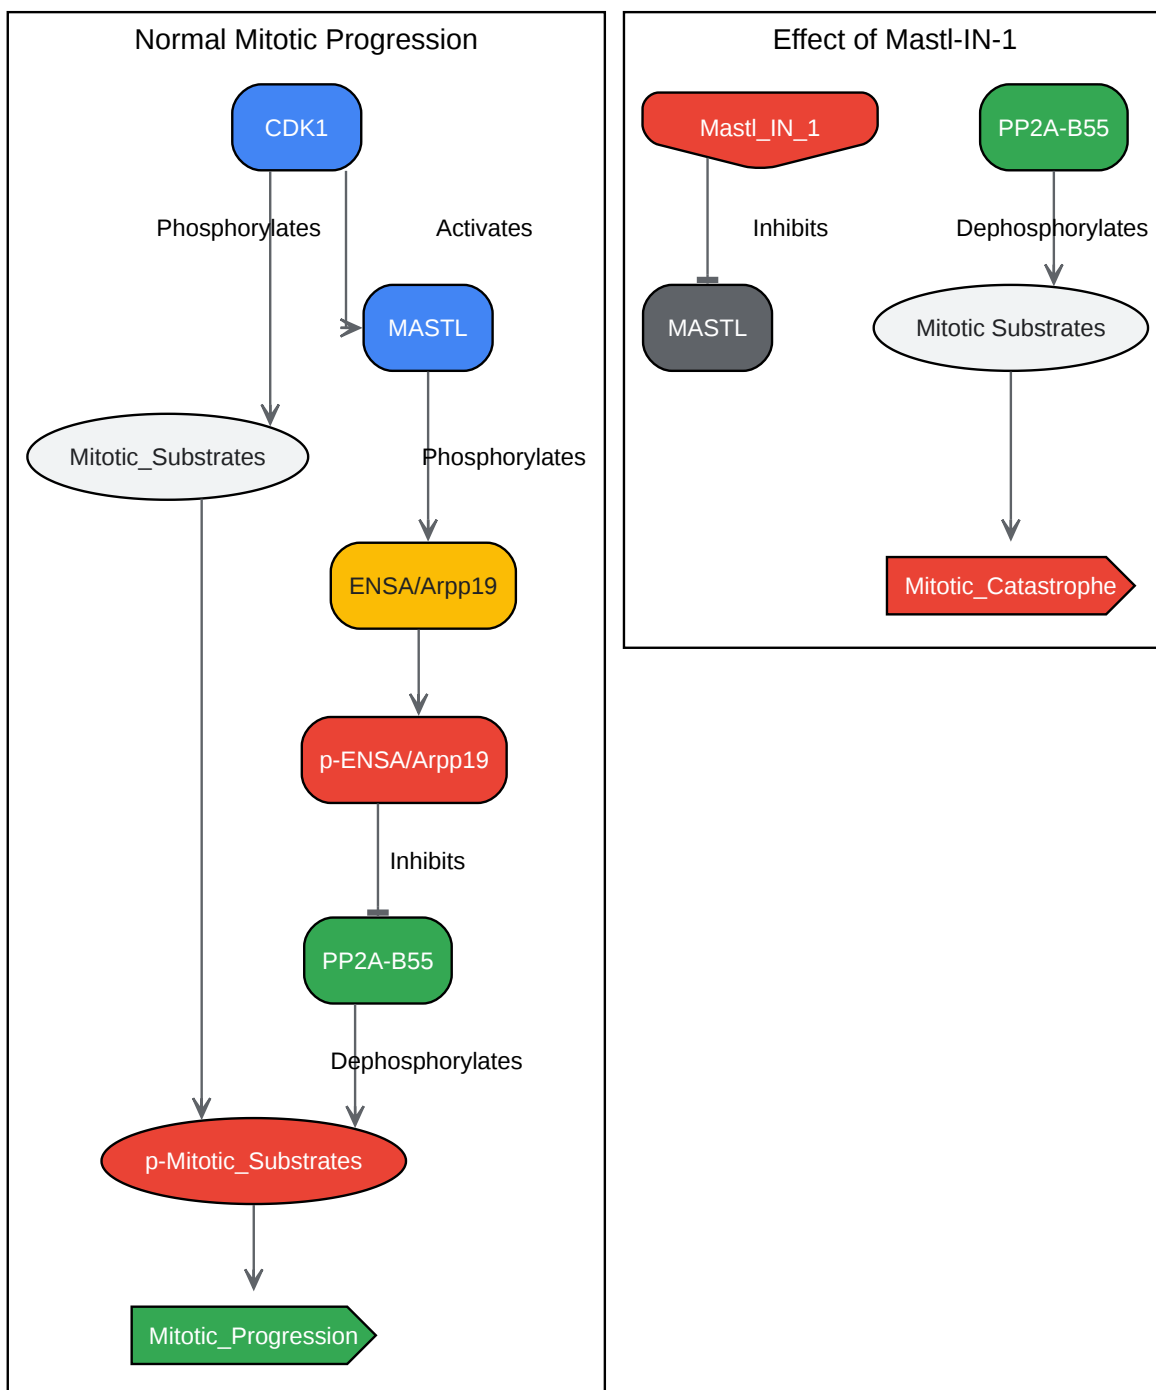 Normal Mitotic Progression
CDK1
Phosphorylates
Activates
MASTL
Mitotic_Substrates
Phosphorylates
ENSA/Arpp19
p-ENSA/Arpp19
Inhibits
PP2A-B55
Dephosphorylates
p-Mitotic_Substrates
Mitotic_Progression
Effect of Mastl-IN-1
Mastl_IN_1
PP2A-B55
Inhibits
Dephosphorylates
MASTL
Mitotic Substrates
Mitotic_Catastrophe